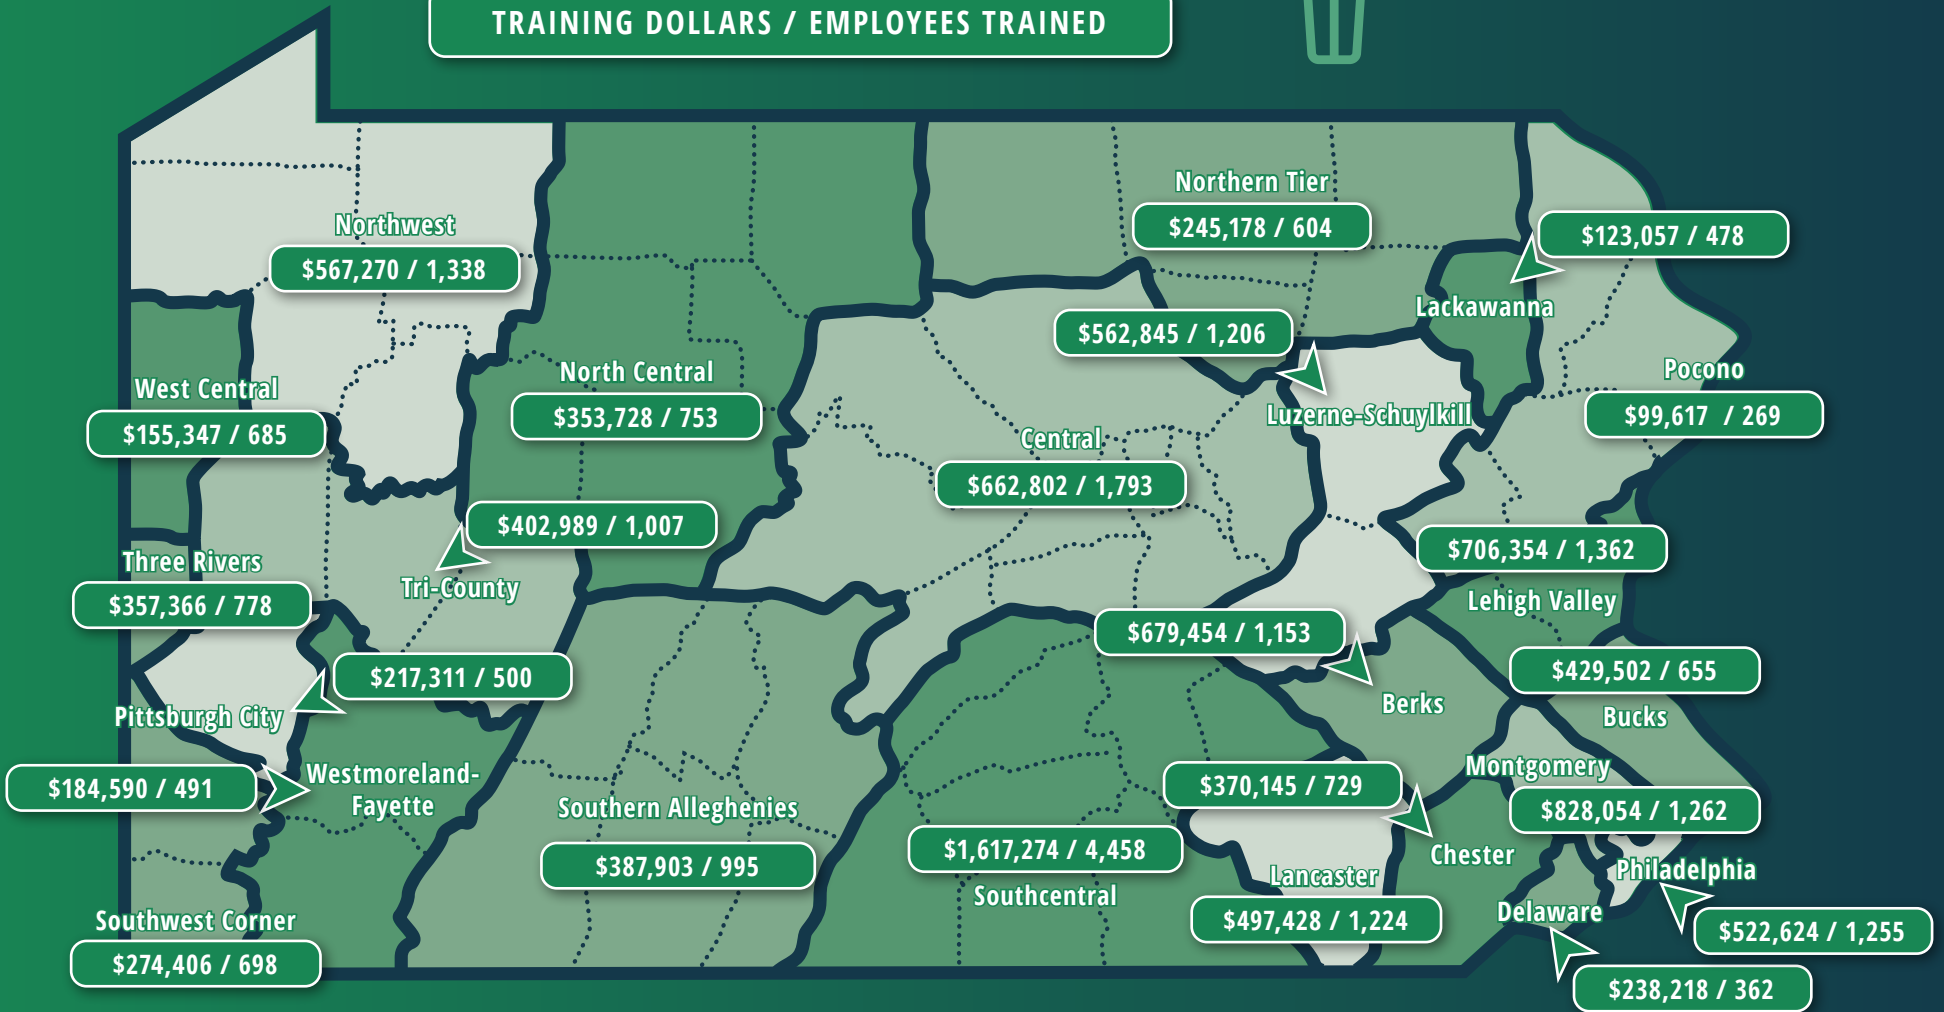 TRAINING DOLLARS / EMPLOYEES TRAINED
Northern Tier
$245,178 / 604
Northwest
$567,270 / 1,338
$123,057 / 478
Lackawanna
$562,845 / 1,206
Luzerne-Schuylkill
North Central
$353,728 / 753
Pocono
$99,617 / 269
West Central
$155,347 / 685
Central
$662,802 / 1,793
$402,989 / 1,007
Tri-County
$706,354 / 1,362
Lehigh Valley
Three Rivers
$357,366 / 778
$679,454 / 1,153
Berks
$217,311 / 500
Pittsburgh City
$429,502 / 655
Bucks
$184,590 / 491
Westmoreland-
Fayette
Montgomery
$828,054 / 1,262
$370,145 / 729
Chester
Southern Alleghenies
$387,903 / 995
$1,617,274 / 4,458
Southcentral
Lancaster
$497,428 / 1,224
Philadelphia
$522,624 / 1,255
Delaware
$238,218 / 362
Southwest Corner
$274,406 / 698